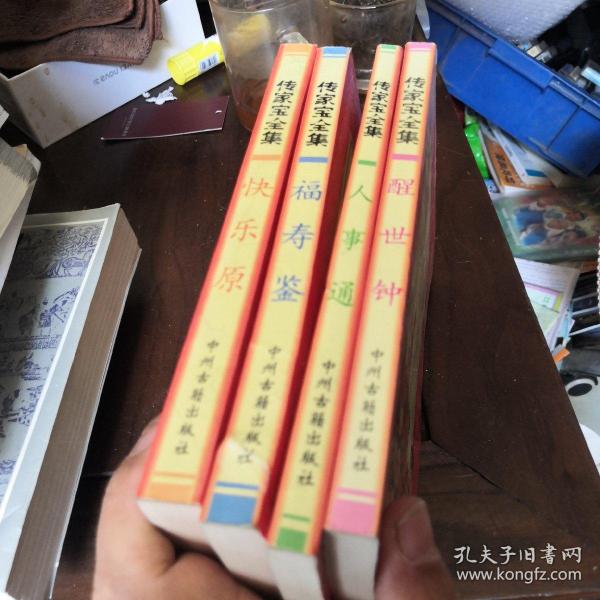 传家宝全集
快乐原
中州古籍出版社
传家宝全集
福寿鉴
中州古籍出版社
传家宝全集
人事通
中州古籍出版社
传家宝全集
醒世钟
中州古籍出版社
孔夫子旧书网
www.kongfz.com